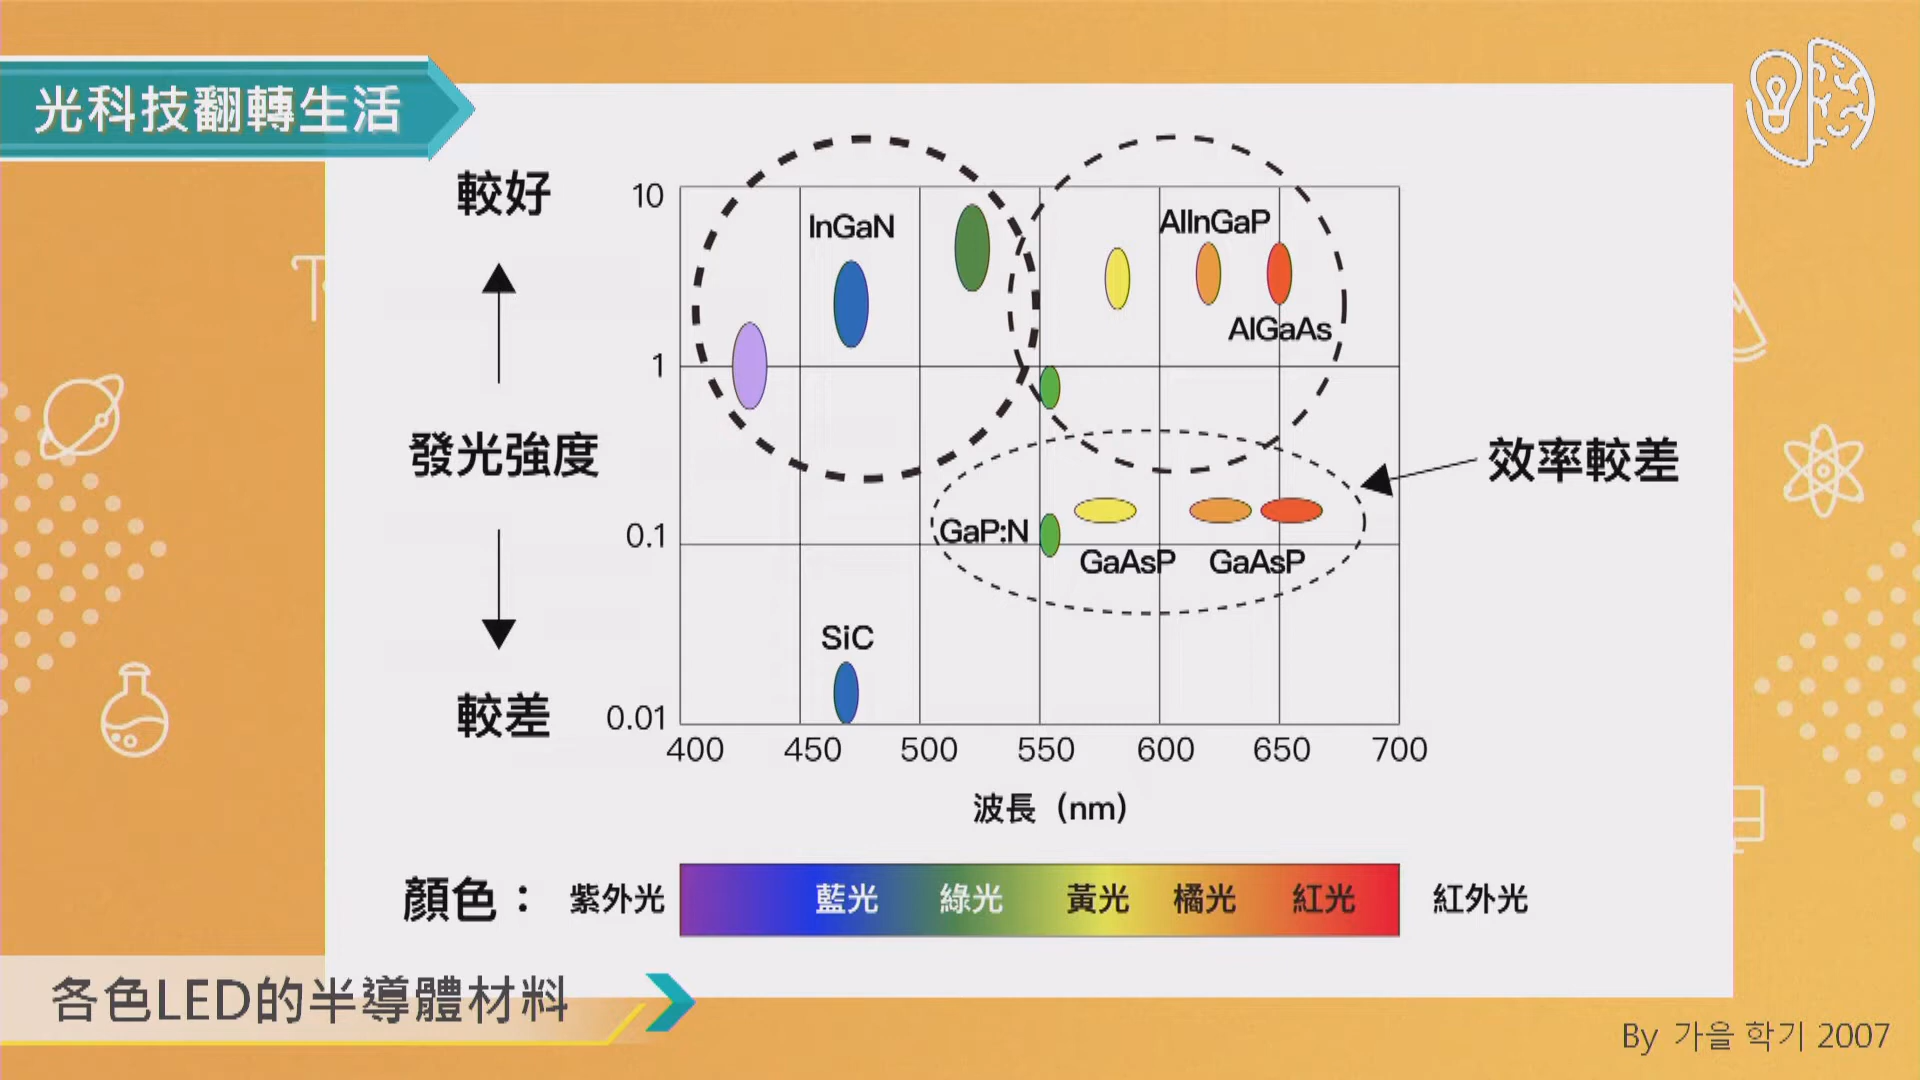 光科技翻轉生活
較好
發光強度
較差
10
1
0.1
0.01
InGaN
AlInGaP
AlGaAs
效率較差
GaP:N
GaAsP
GaAsP
SiC
400 450 500 550 600 650 700
波長 (nm)
顏色： 紫外光 藍光 綠光 黃光 橘光 紅光 紅外光
各色LED的半導體材料
By 가을 학기 2007